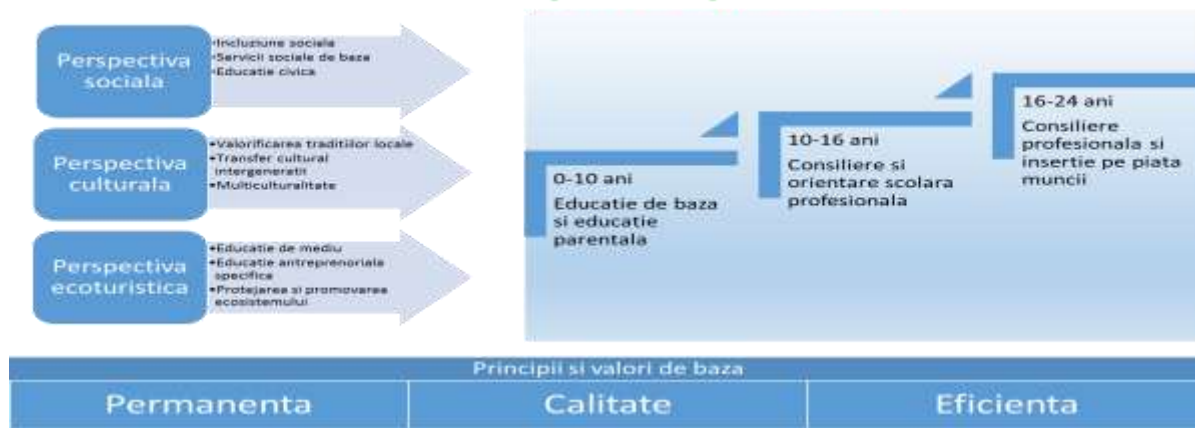 Perspectiva
sociala
•Incluziune sociala
•Servicii sociale de baza
•Educatie civica
Perspectiva
culturala
•Valorificarea traditiilor locale
•Transfer cultural
intergeneratii
•Multiculturalitate
Perspectiva
ecoturistica
•Educatie de mediu
•Educatie antreprenoriala
specifica
•Protejarea si promovarea
ecosistemului
0-10 ani
Educatie de baza
si educatie
parentala
10-16 ani
Consiliere si
orientare scolara
profesionala
16-24 ani
Consiliere
profesionala si
insertie pe piata
muncii
Principii si valori de baza
Permanenta
Calitate
Eficienta